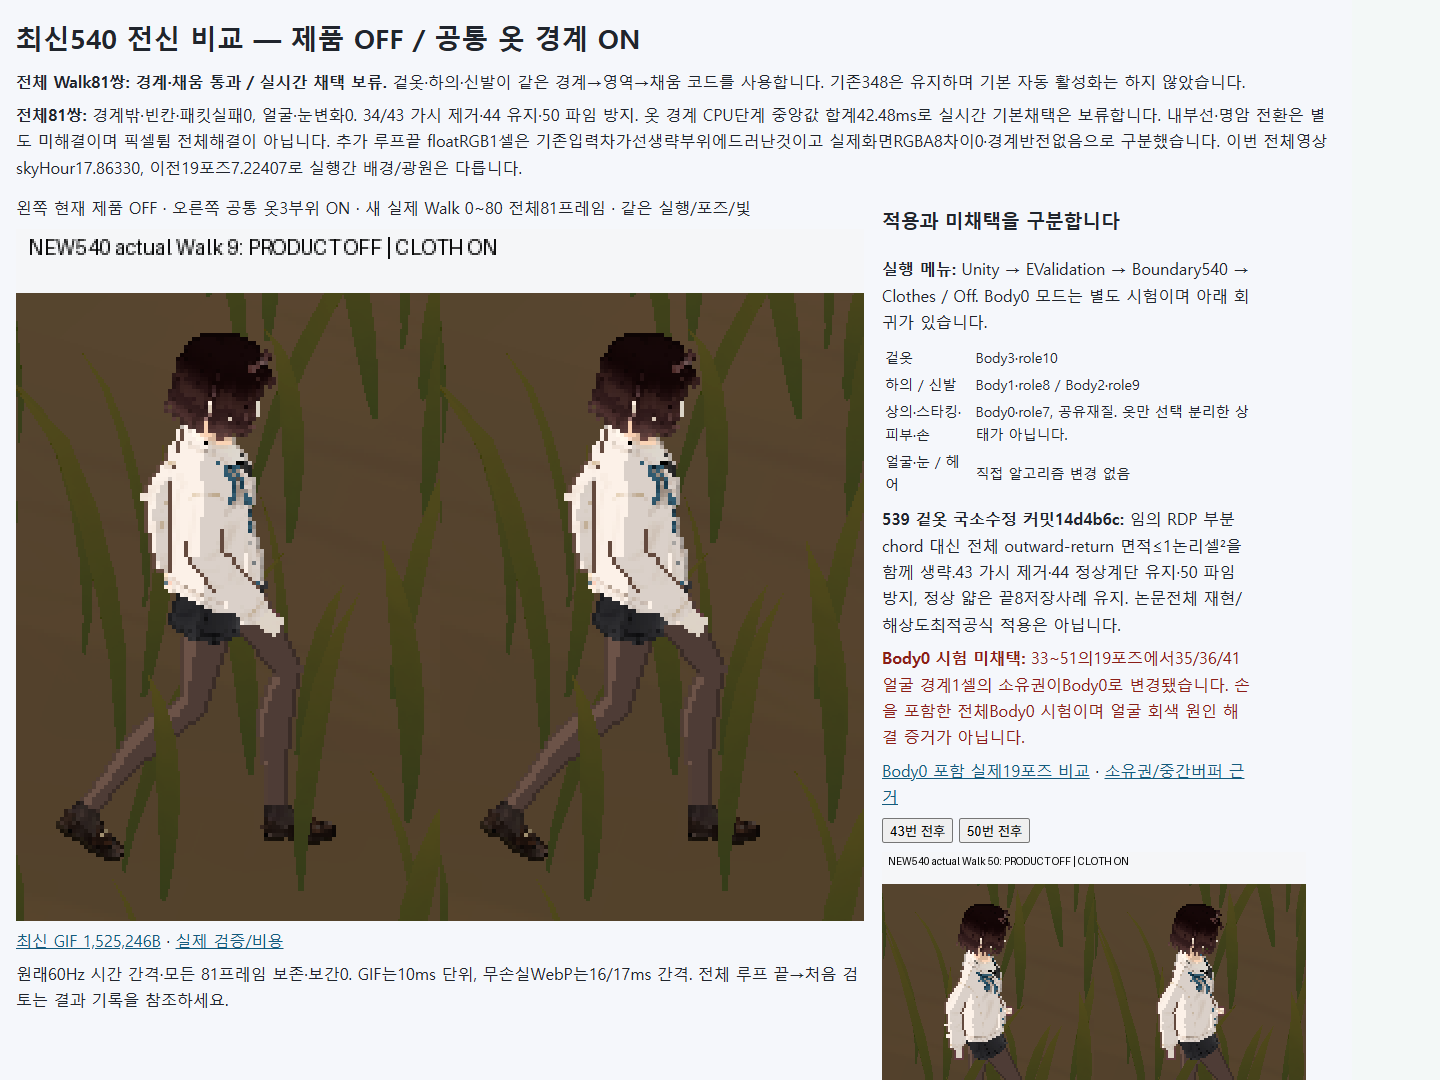 최신540 전신 비교 — 제품 OFF / 공통 옷 경계 ON
전체 Walk81쌍: 경계·채움 통과 / 실시간 채택 보류. 겉옷·하의·신발이 같은 경계→영역→채움 코드를 사용합니다. 기존348은 유지하며 기본 자동 활성화는 하지 않았습니다.
전체81쌍: 경계밖·빈칸·패킷실패0, 얼굴·눈변화0. 34/43 가시 제거·44 유지·50 파임 방지. 옷 경계 CPU단계 중앙값 합계42.48ms로 실시간 기본채택은 보류합니다. 내부선·명암 전환은 별
도 미해결이며 픽셀튐 전체해결이 아닙니다. 추가 루프끝 floatRGB1셀은 기존입력차가선생략부위에드러난것이고 실제화면RGBA8차이0·경계반전없음으로 구분했습니다. 이번 전체영상
skyHour17.86330, 이전19포즈7.22407로 실행간 배경/광원은 다릅니다.
왼쪽 현재 제품 OFF · 오른쪽 공통 옷3부위 ON · 새 실제 Walk 0~80 전체81프레임 · 같은 실행/포즈/빛
NEW540 actual Walk 9: PRODUCT OFF | CLOTH ON
최신 GIF 1,525,246B · 실제 검증/비용
원래60Hz 시간 간격·모든 81프레임 보존·보간0. GIF는10ms 단위, 무손실WebP는16/17ms 간격. 전체 루프 끝→처음 검
토는 결과 기록을 참조하세요.
적용과 미채택을 구분합니다
실행 메뉴: Unity → EValidation → Boundary540 →
Clothes / Off. Body0 모드는 별도 시험이며 아래 회
귀가 있습니다.
겉옷 Body3·role10
하의 / 신발 Body1·role8 / Body2·role9
상의·스타킹· Body0·role7, 공유재질. 옷만 선택 분리한 상
피부·손 태가 아닙니다.
얼굴·눈 / 헤
어 직접 알고리즘 변경 없음
539 겉옷 국소수정 커밋14d4b6c: 임의 RDP 부분
chord 대신 전체 outward-return 면적≤1논리셀²을
함께 생략.43 가시 제거·44 정상계단 유지·50 파임
방지, 정상 얇은 끝8저장사례 유지. 논문전체 재현/
해상도최적공식 적용은 아닙니다.
Body0 시험 미채택: 33~51의19포즈에서35/36/41
얼굴 경계1셀의 소유권이Body0로 변경됐습니다. 손
을 포함한 전체Body0 시험이며 얼굴 회색 원인 해
결 증거가 아닙니다.
Body0 포함 실제19포즈 비교 · 소유권/중간버퍼 근
거
43번 전후 50번 전후
NEW540 actual Walk 50: PRODUCT OFF | CLOTH ON